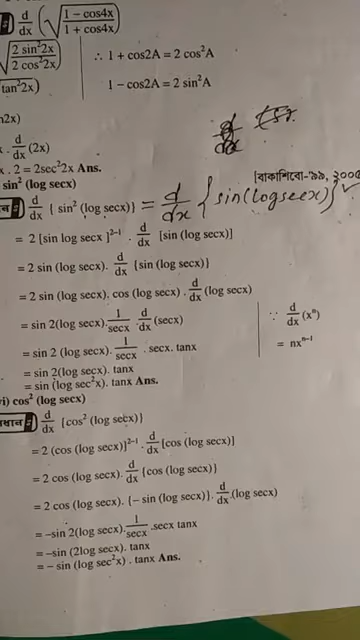 d/dx (√(1 – cos4x / 1 + cos4x))
√(2 sin²2x / 2 cos²2x) ∴ 1 + cos2A = 2 cos²A
tan²2x) 1 – cos2A = 2 sin²A
n2x)
x . d/dx (2x)
x . 2 = 2sec²2x Ans.
sin² (log secx) [বাকাশিবো-'৯৯, ২০০৫
d/dx { sin² (log secx)} = d/dx {sin(logsecx)}
= 2 [sin log secx ]²⁻¹ . d/dx [sin (log secx)]
= 2 sin (log secx). d/dx {sin (log secx)}
= 2 sin (log secx). cos (log secx) . d/dx (log secx)
= sin 2(log secx). 1/secx . d/dx (secx) ∵ d/dx (xⁿ)
= sin 2 (log secx). 1/secx . secx. tanx = nxⁿ⁻¹
= sin 2(log secx). tanx
= sin (log sec²x). tanx Ans.
vi) cos² (log secx)
d/dx {cos² (log secx)}
= 2 (cos (log secx)]²⁻¹ . d/dx [cos (log secx)]
= 2 cos (log secx). d/dx {cos (log secx)}
= 2 cos (log secx). {– sin (log secx)}. d/dx (log secx)
= –sin 2(log secx). 1/secx .secx tanx
= –sin (2log secx). tanx
= – sin (log sec²x) . tanx Ans.